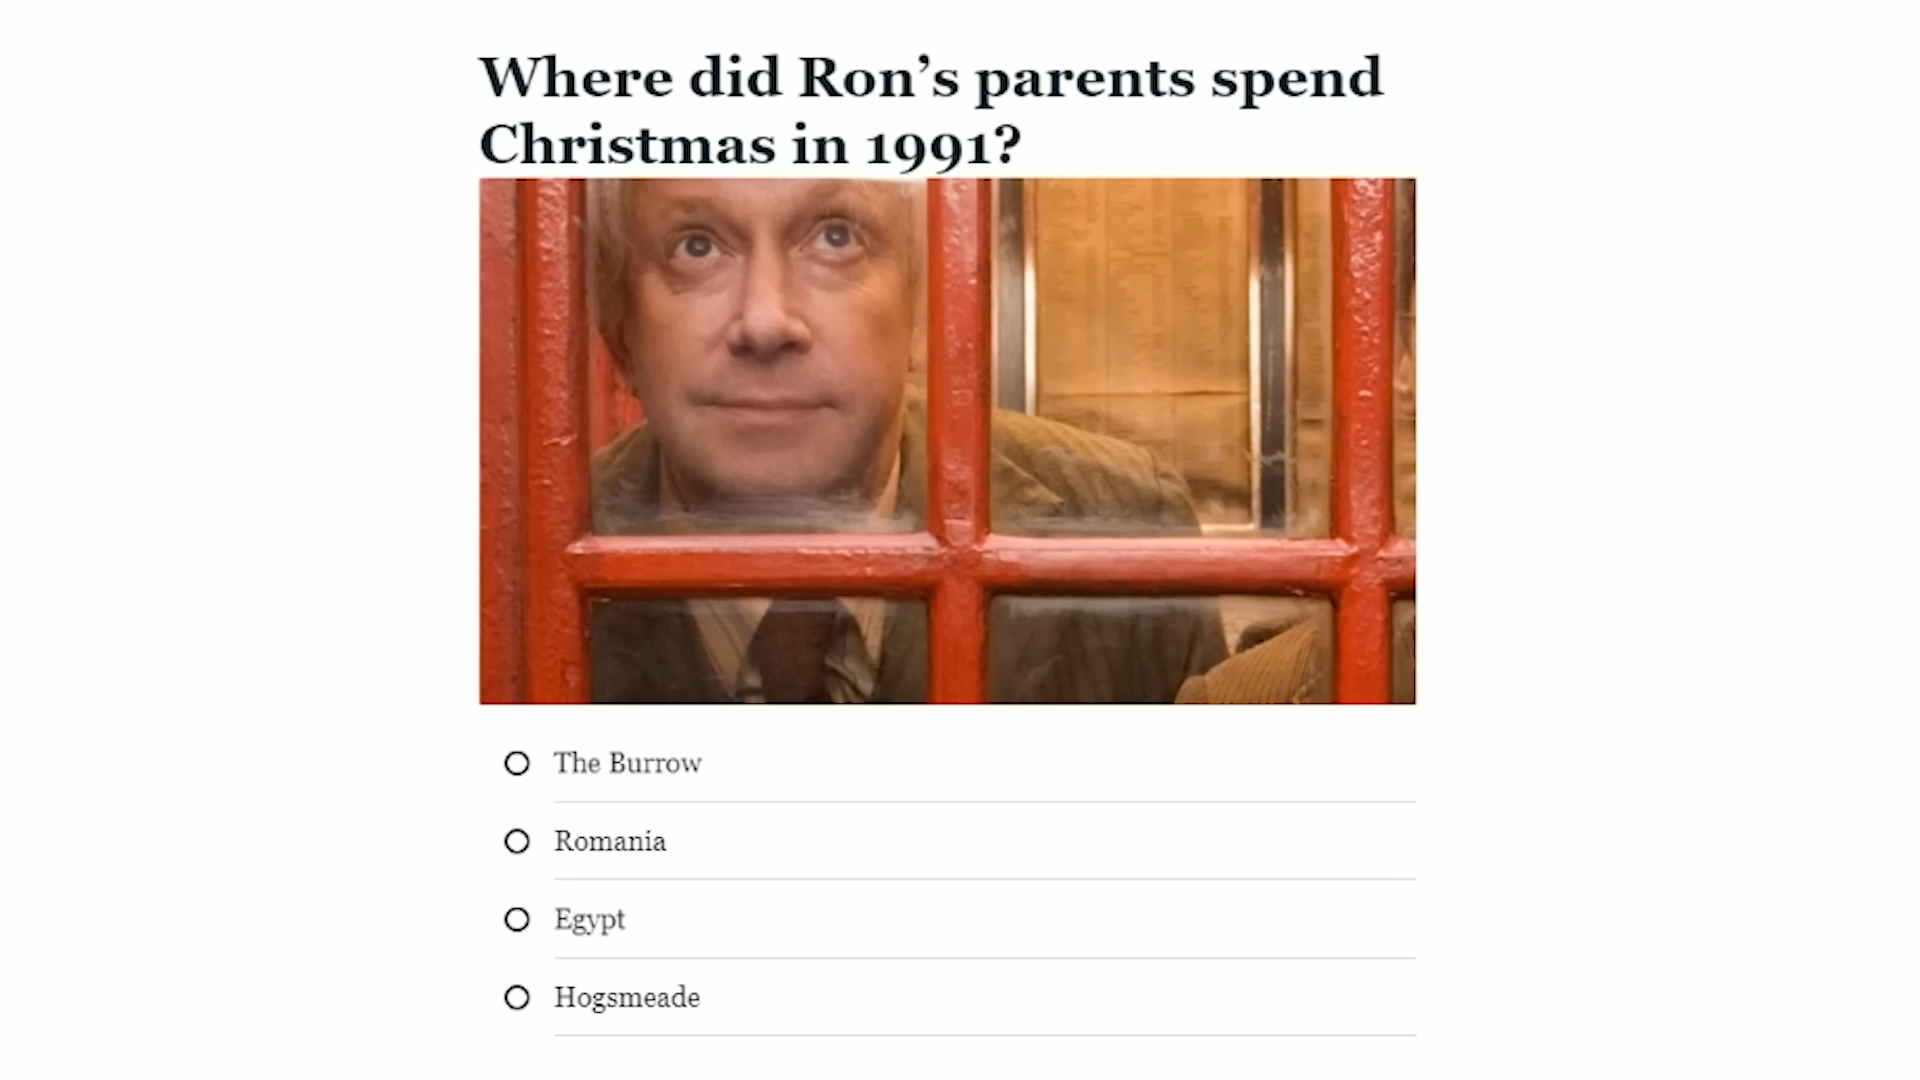 Where did Ron’s parents spend
Christmas in 1991?
The Burrow
Romania
Egypt
Hogsmeade